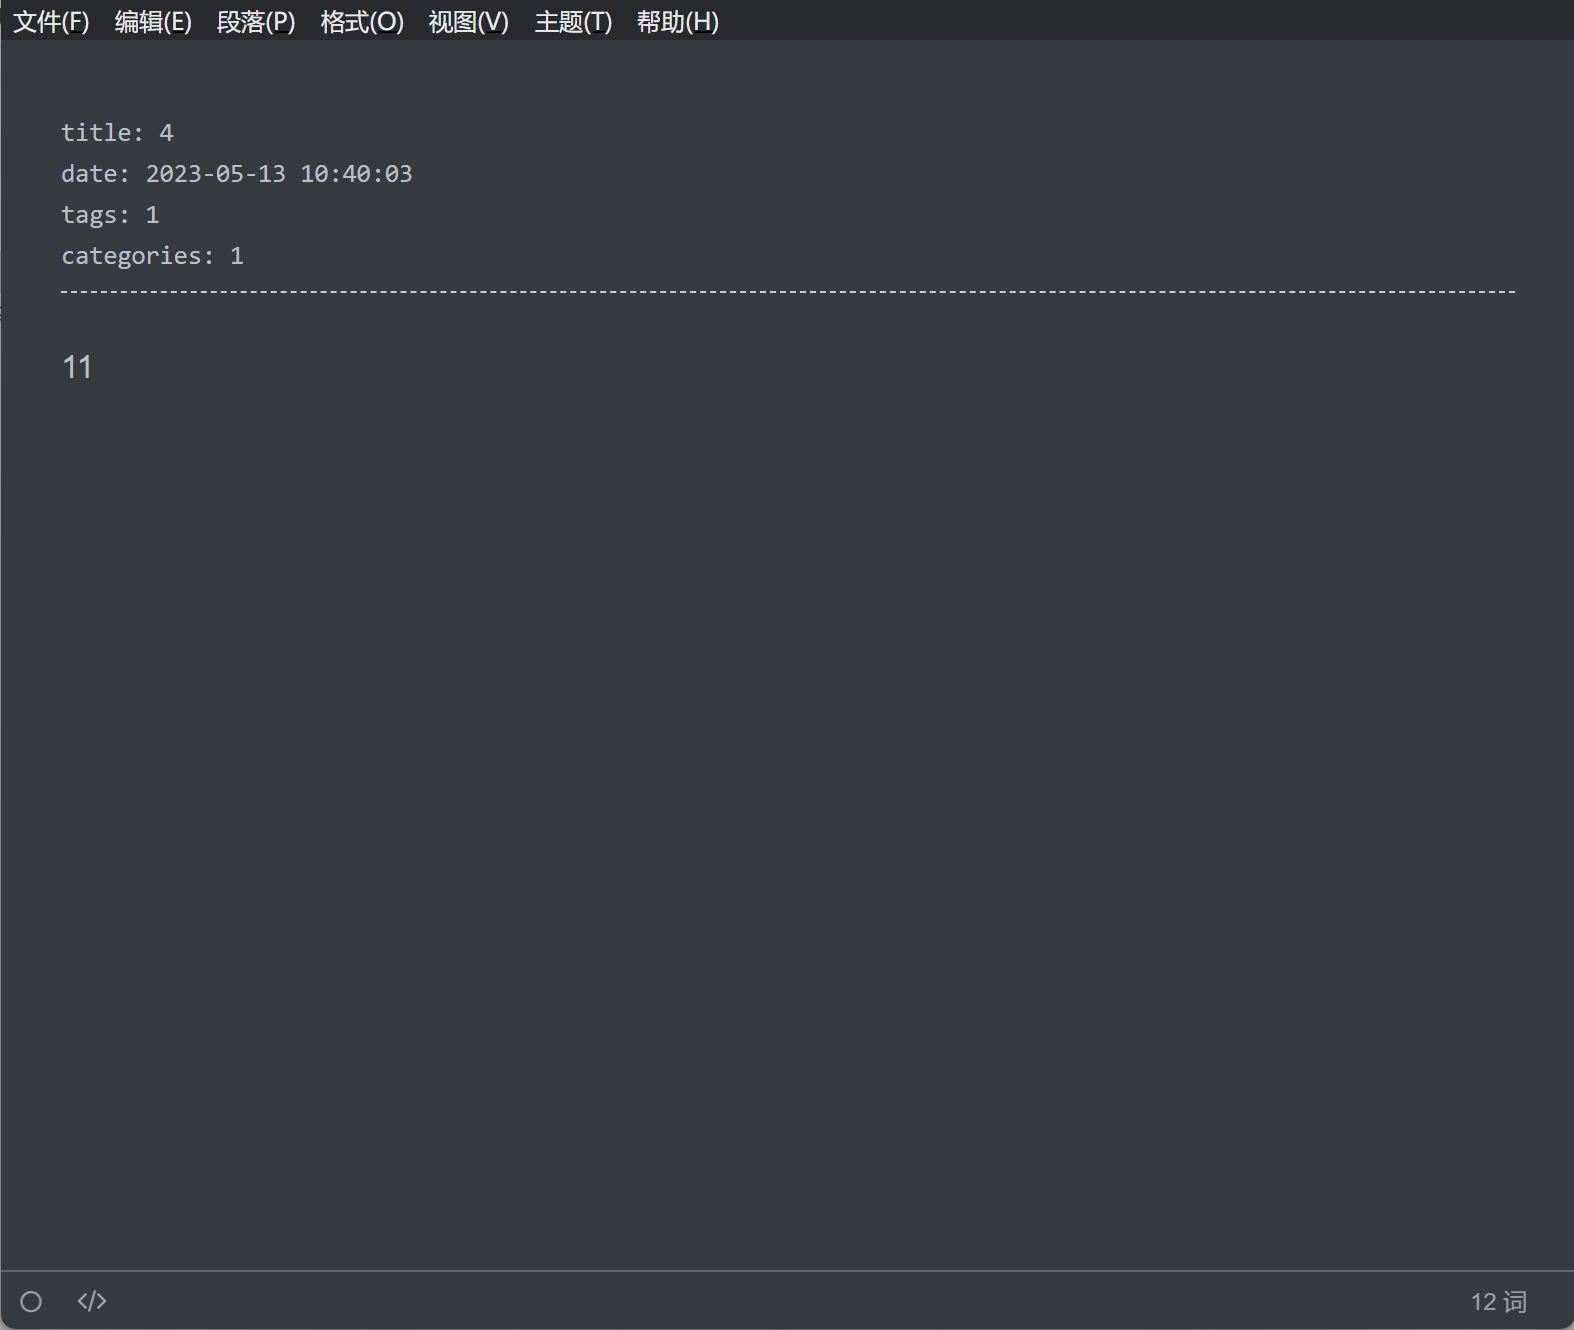 文件(F) 编辑(E) 段落(P) 格式(O) 视图(V) 主题(T) 帮助(H)
title: 4
date: 2023-05-13 10:40:03
tags: 1
categories: 1
11
</> 12 词